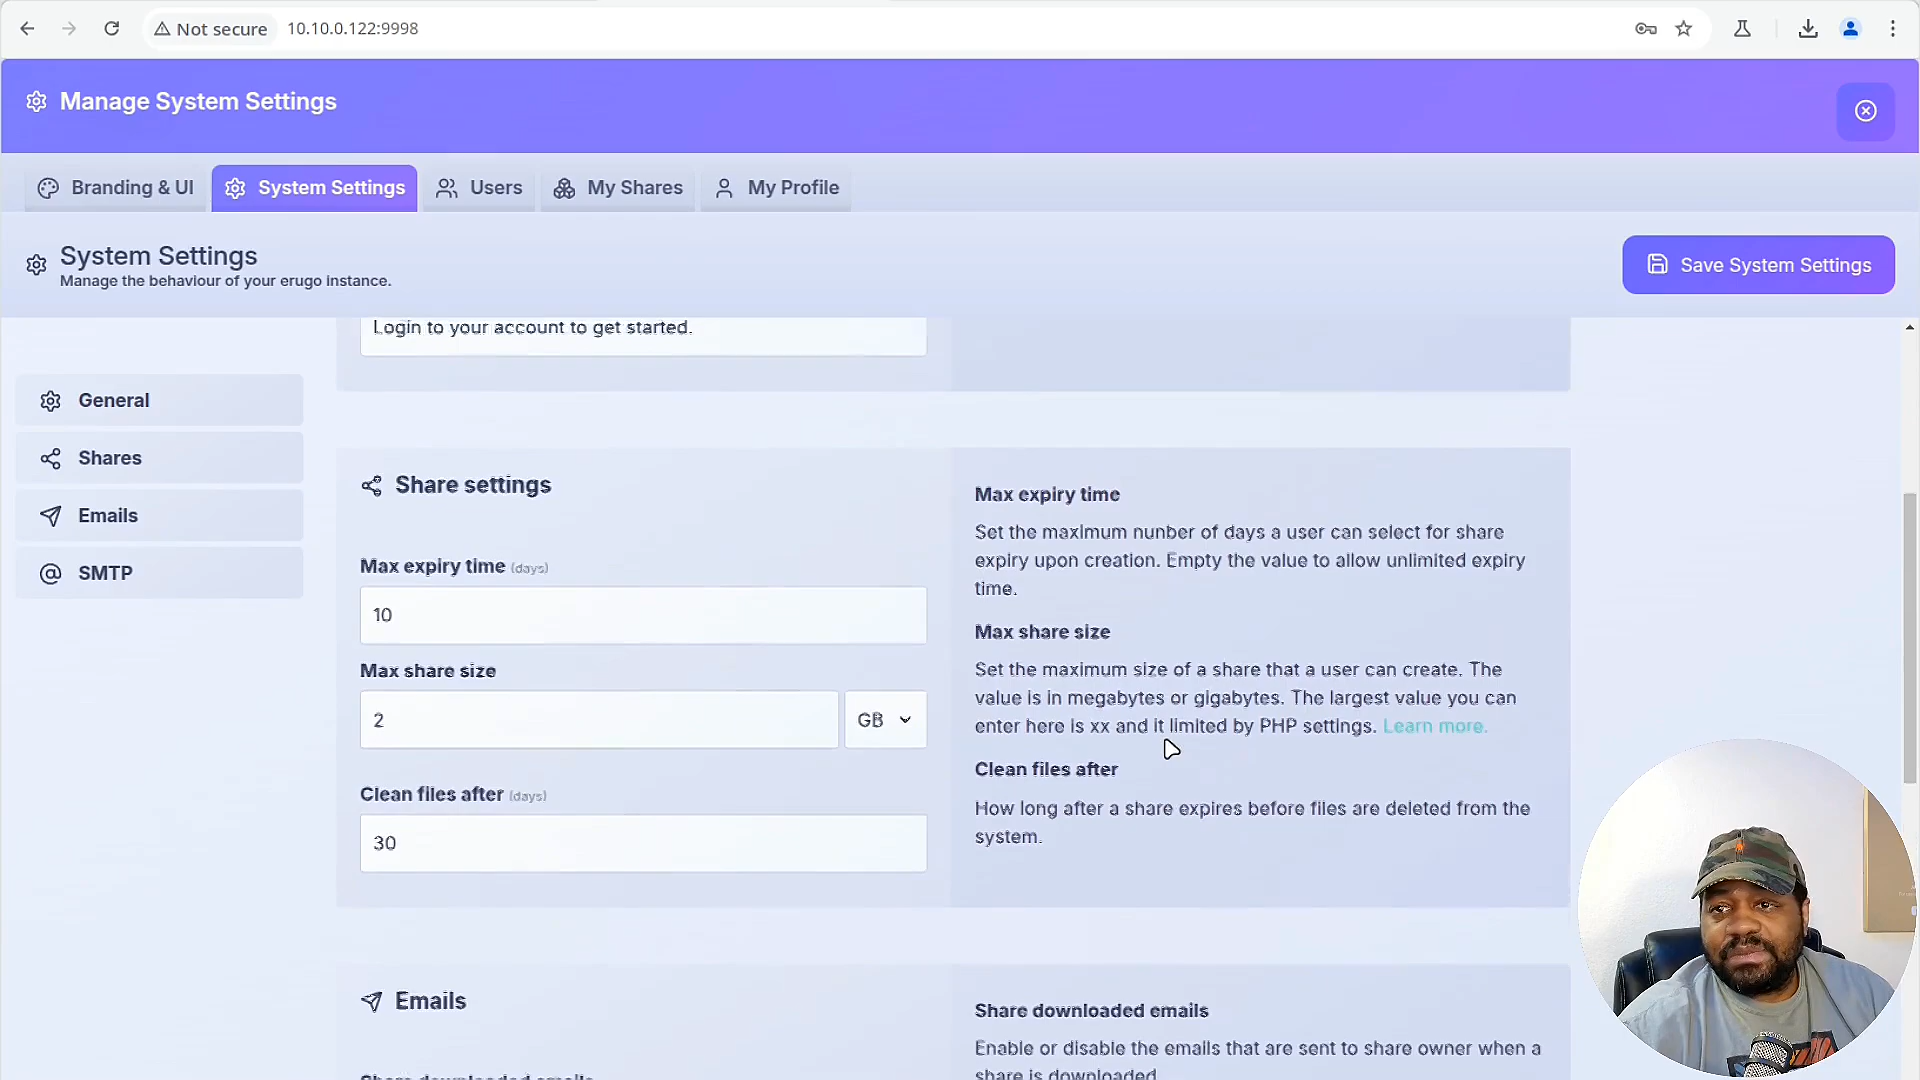 Not secure
10.10.0.122:9998
Manage System Settings
Branding & UI
System Settings
Users
My Shares
My Profile
System Settings
Manage the behaviour of your erugo instance.
Save System Settings
General
Shares
Emails
SMTP
Login to your account to get started.
Share settings
Max expiry time (days)
10
Max share size
2
GB
Clean files after (days)
30
Max expiry time
Set the maximum nunber of days a user can select for share
expiry upon creation. Empty the value to allow unlimited expiry
time.
Max share size
Set the maximum size of a share that a user can create. The
value is in megabytes or gigabytes. The largest value you can
enter here is xx and it limited by PHP settings. Learn more.
Clean files after
How long after a share expires before files are deleted from the
system.
Emails
Share downloaded emails
Share downloaded emails
Enable or disable the emails that are sent to share owner when a
share is downloaded